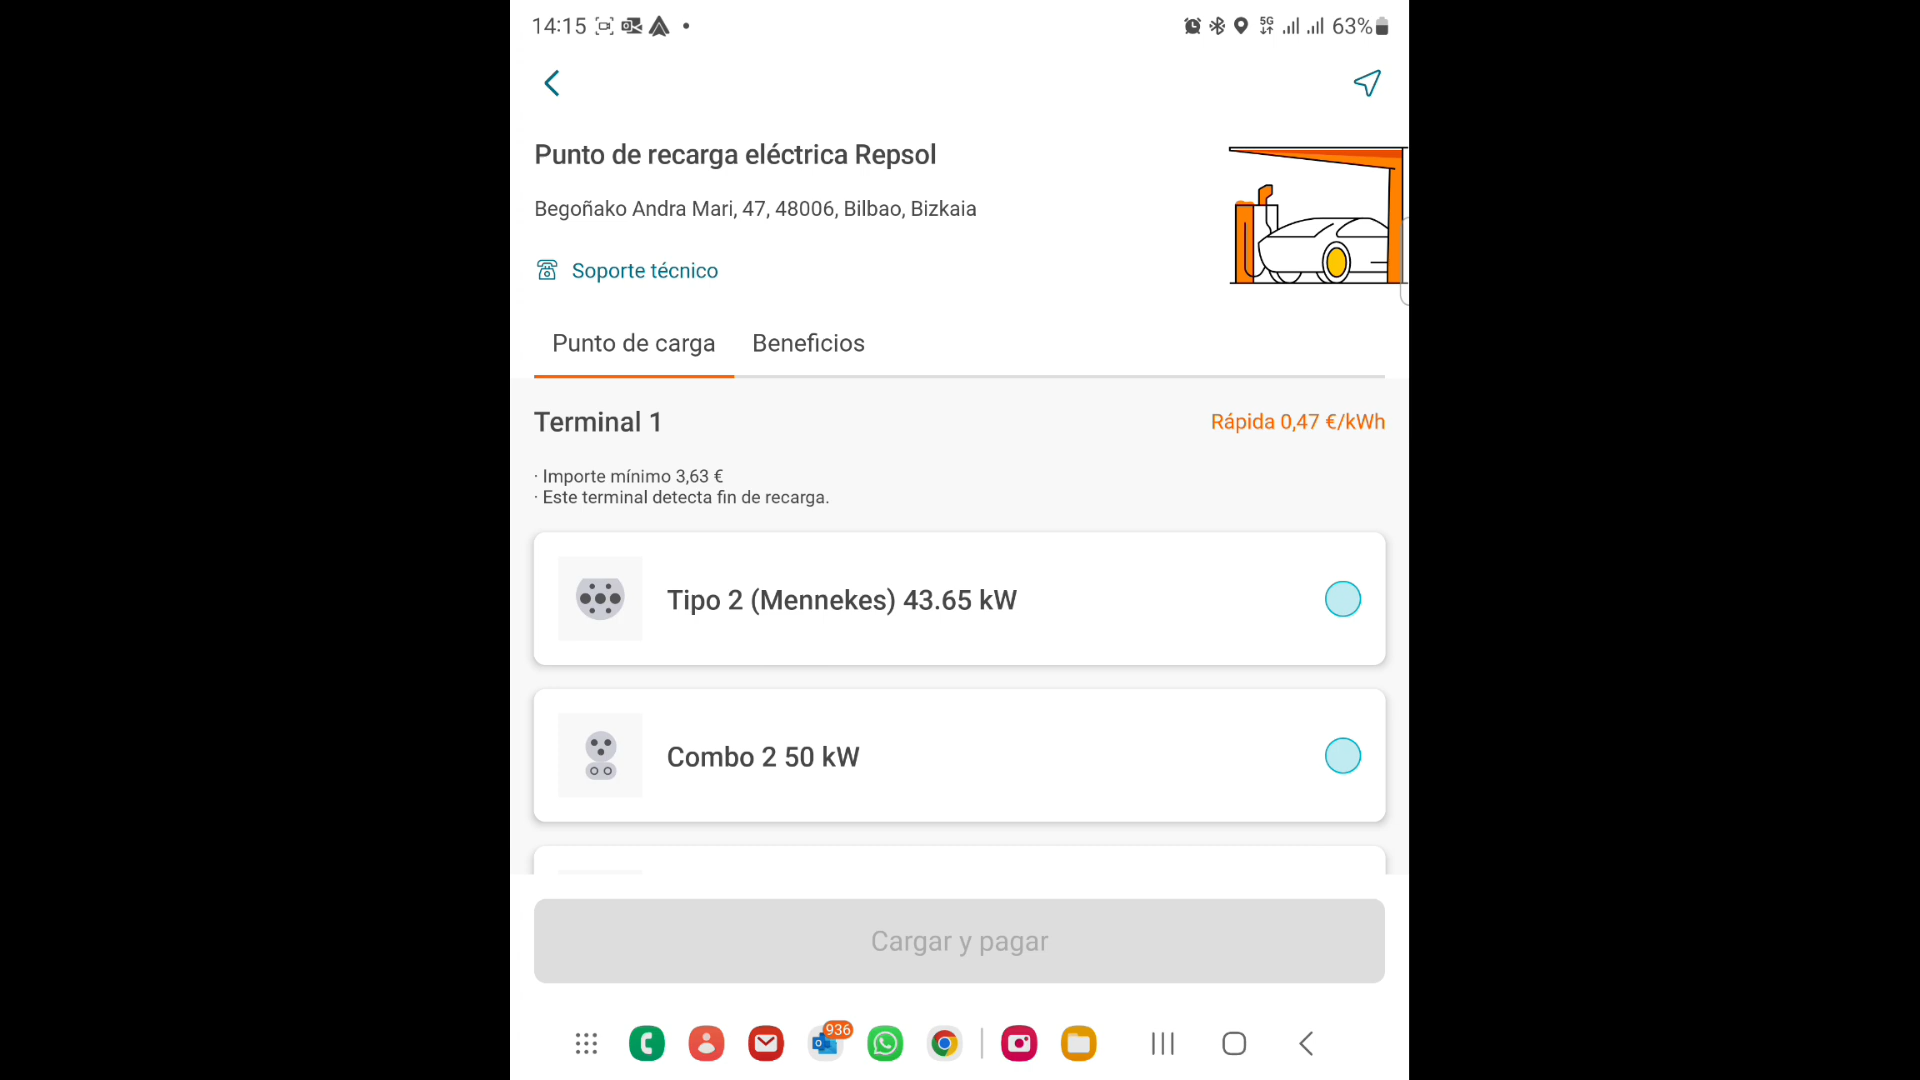 14:15
5G
63%
Punto de recarga eléctrica Repsol
Begoñako Andra Mari, 47, 48006, Bilbao, Bizkaia
Soporte técnico
Punto de carga
Beneficios
Terminal 1
Rápida 0,47 €/kWh
· Importe mínimo 3,63 €
· Este terminal detecta fin de recarga.
Tipo 2 (Mennekes) 43.65 kW
Combo 2 50 kW
Cargar y pagar
936